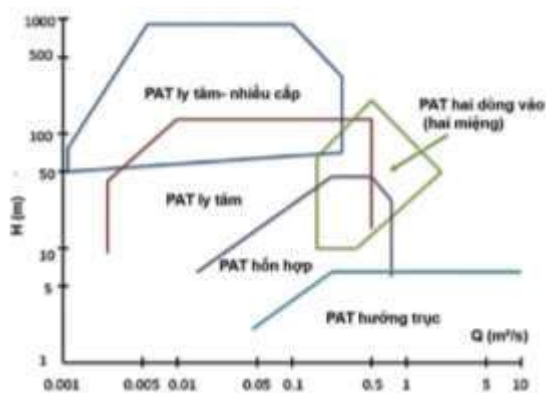 1000
500
100
50
10
5
1
H (m)
PAT ly tâm- nhiều cấp
PAT hai dòng vào
(hai miệng)
PAT ly tâm
PAT hỗn hợp
PAT hướng trục
Q (m³/s)
0.001
0.005
0.01
0.05
0.1
0.5
1
5
10